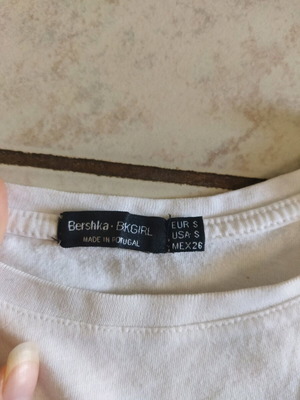 Bershka · BSKGIRL
MADE IN PORTUGAL
EUR S
USA S
MEX 26